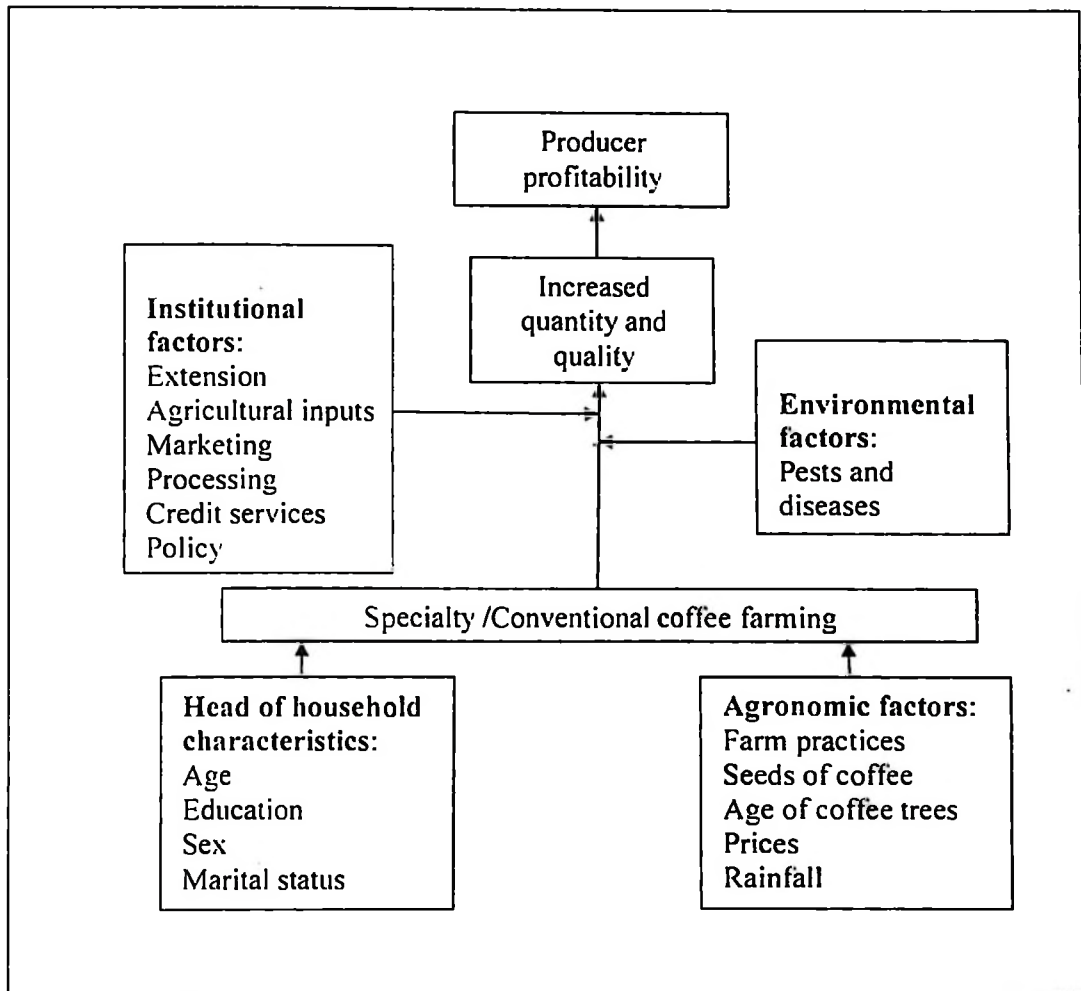 Producer
profitability
Increased
quantity and
quality
Institutional
factors:
Extension
Agricultural inputs
Marketing
Processing
Credit services
Policy
Environmental
factors:
Pests and
diseases
Specialty /Conventional coffee farming
Head of household
characteristics:
Age
Education
Sex
Marital status
Agronomic factors:
Farm practices
Seeds of coffee
Age of coffee trees
Prices
Rainfall